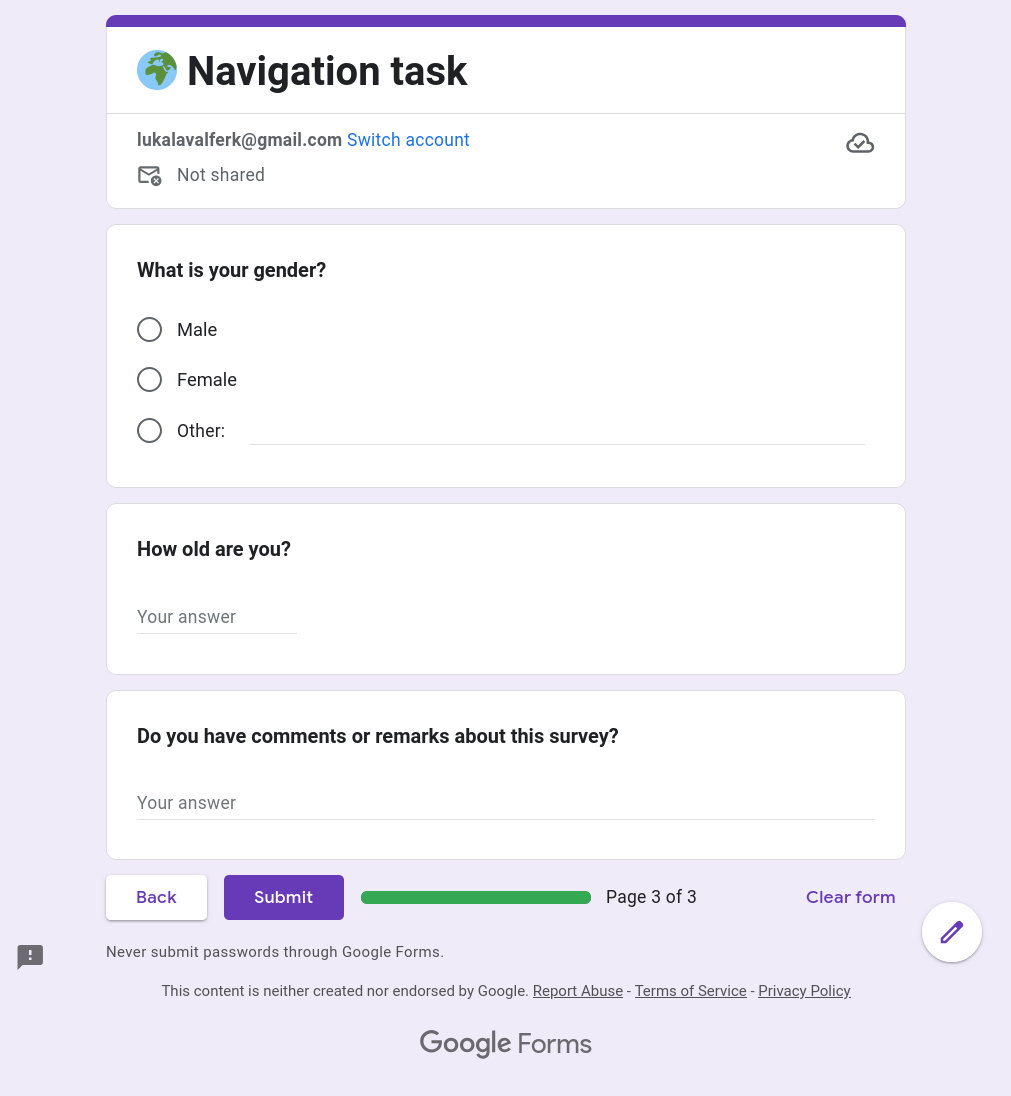 Navigation task
lukalavalferk@gmail.com Switch account
Not shared
What is your gender?
Male
Female
Other:
How old are you?
Your answer
Do you have comments or remarks about this survey?
Your answer
Back Submit Page 3 of 3 Clear form
Never submit passwords through Google Forms.
This content is neither created nor endorsed by Google. Report Abuse - Terms of Service - Privacy Policy
Google Forms